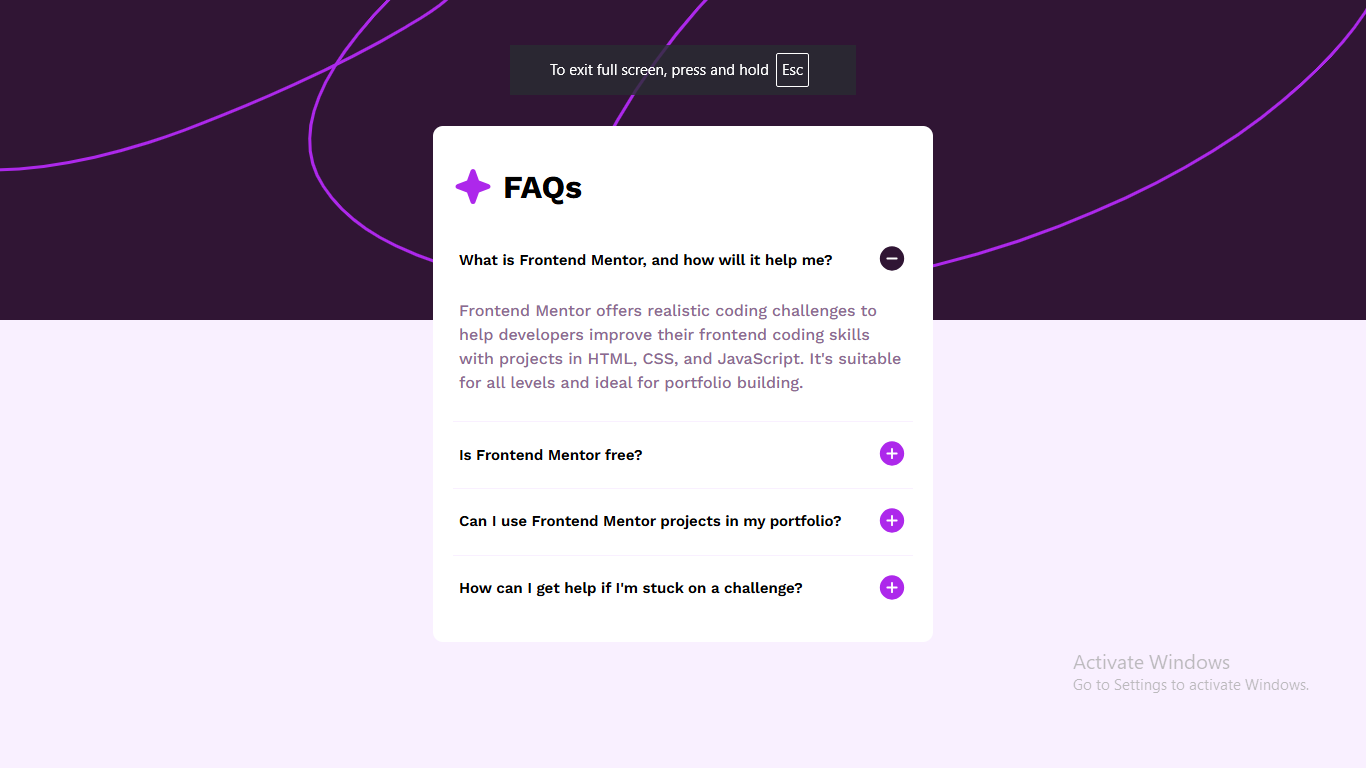 To exit full screen, press and hold Esc
FAQs
What is Frontend Mentor, and how will it help me?
Frontend Mentor offers realistic coding challenges to
help developers improve their frontend coding skills
with projects in HTML, CSS, and JavaScript. It's suitable
for all levels and ideal for portfolio building.
Is Frontend Mentor free?
Can I use Frontend Mentor projects in my portfolio?
How can I get help if I'm stuck on a challenge?
Activate Windows
Go to Settings to activate Windows.